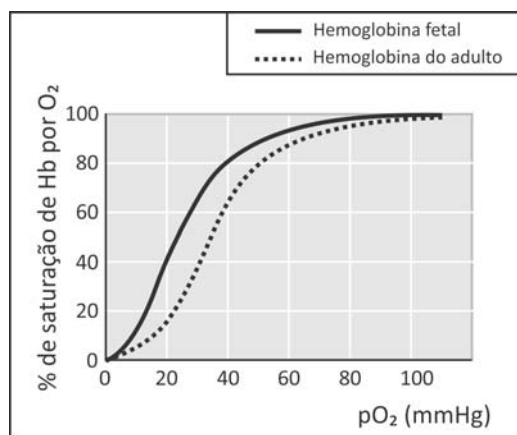 Hemoglobina fetal
Hemoglobina do adulto
% de saturação de Hb por O₂
100
80
60
40
20
0
0 20 40 60 80 100
pO₂ (mmHg)